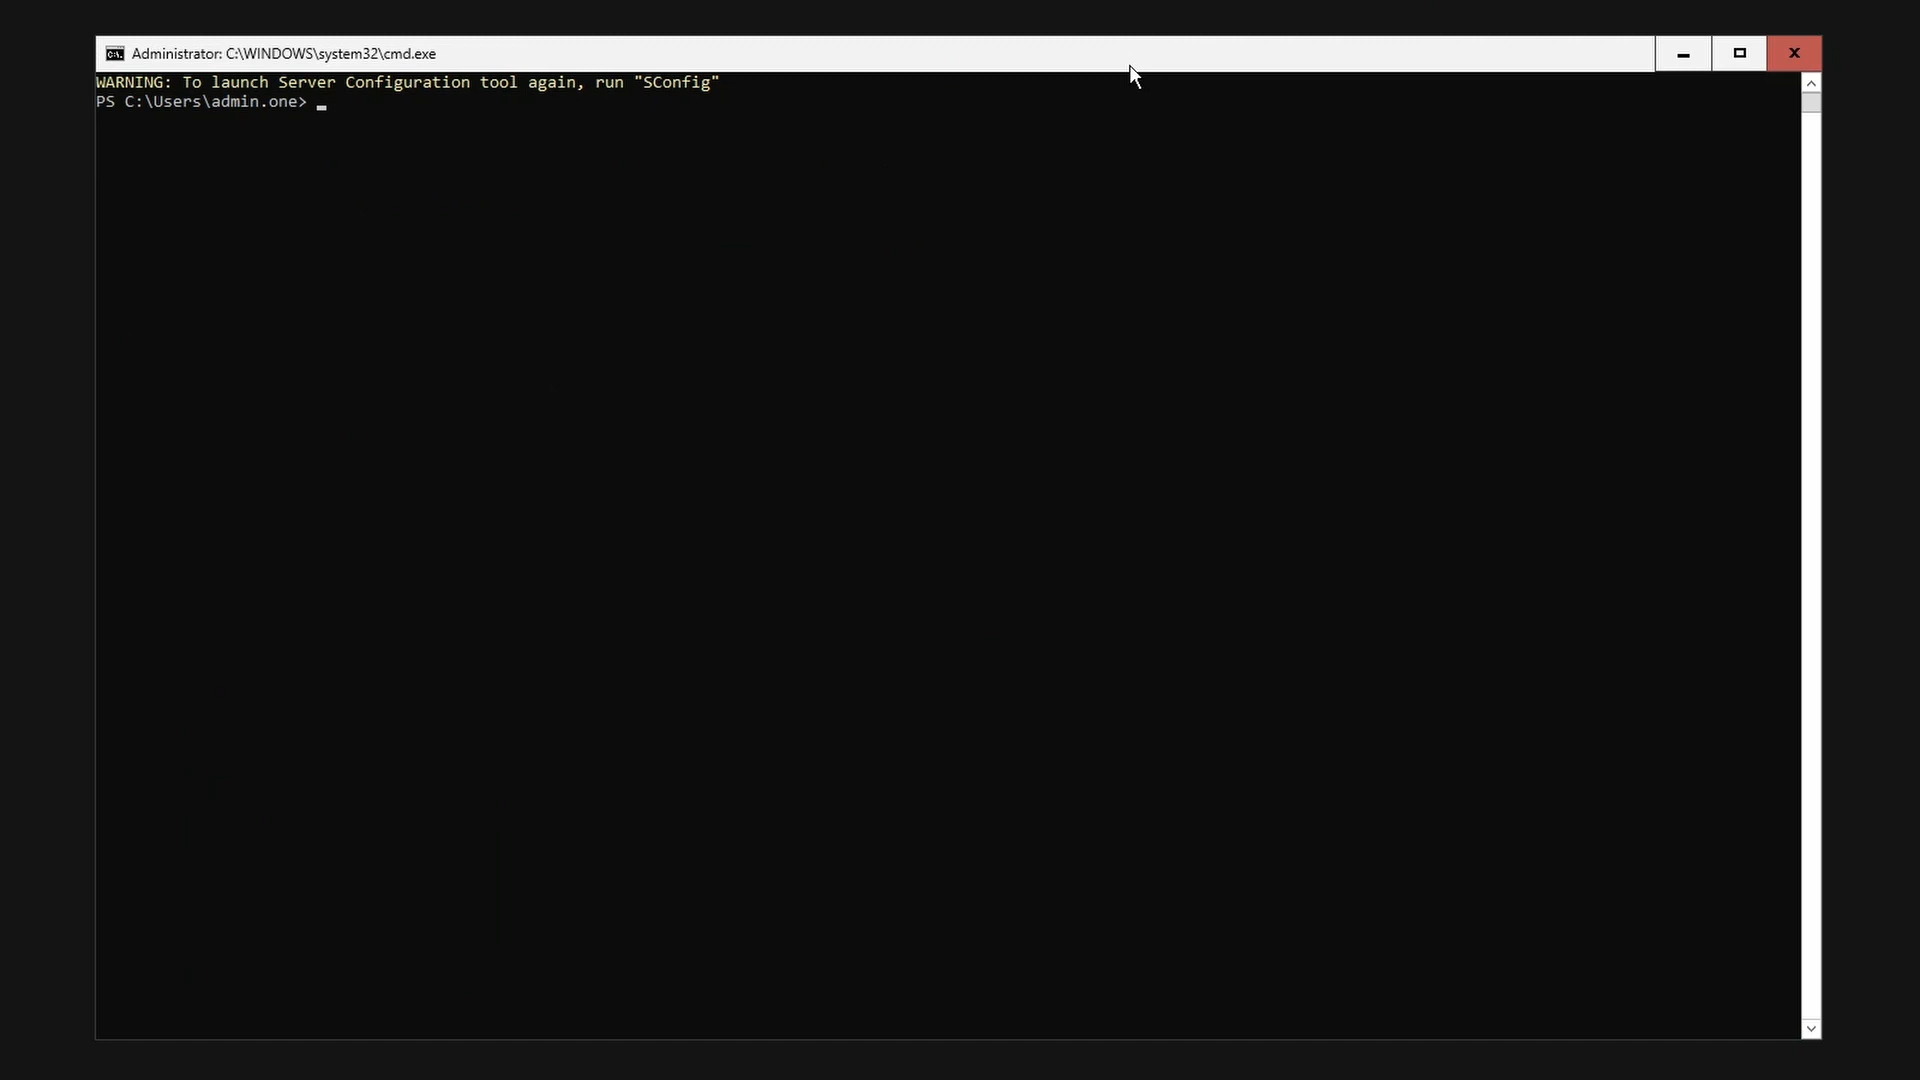 Administrator: C:\WINDOWS\system32\cmd.exe
WARNING: To launch Server Configuration tool again, run "SConfig"
PS C:\Users\admin.one>